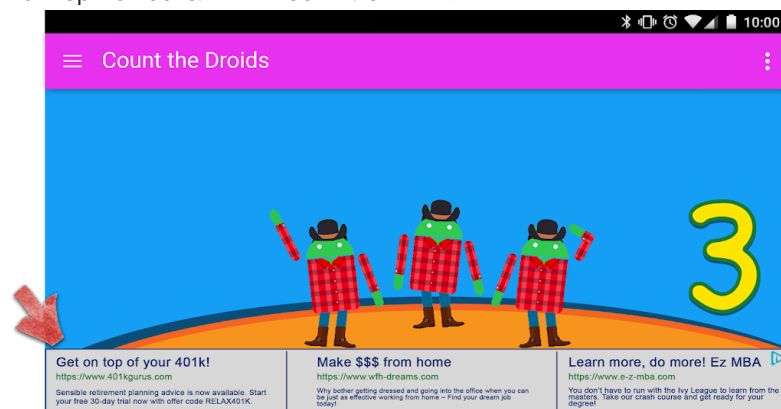 10:00
Count the Droids
3
Get on top of your 401k!
https://www.401kgurus.com
Sensible retirement planning advice is now available. Start
your free 30-day trial now with offer code RELAX401K.
Make $$$ from home
https://www.wfh-dreams.com
Why bother getting dressed and going into the office when you can
be just as effective working from home – Find your dream job
today!
Learn more, do more! Ez MBA
https://www.e-z-mba.com
You don't have to run with the Ivy League to learn from the
masters. Take our crash course and get ready for your
degree!